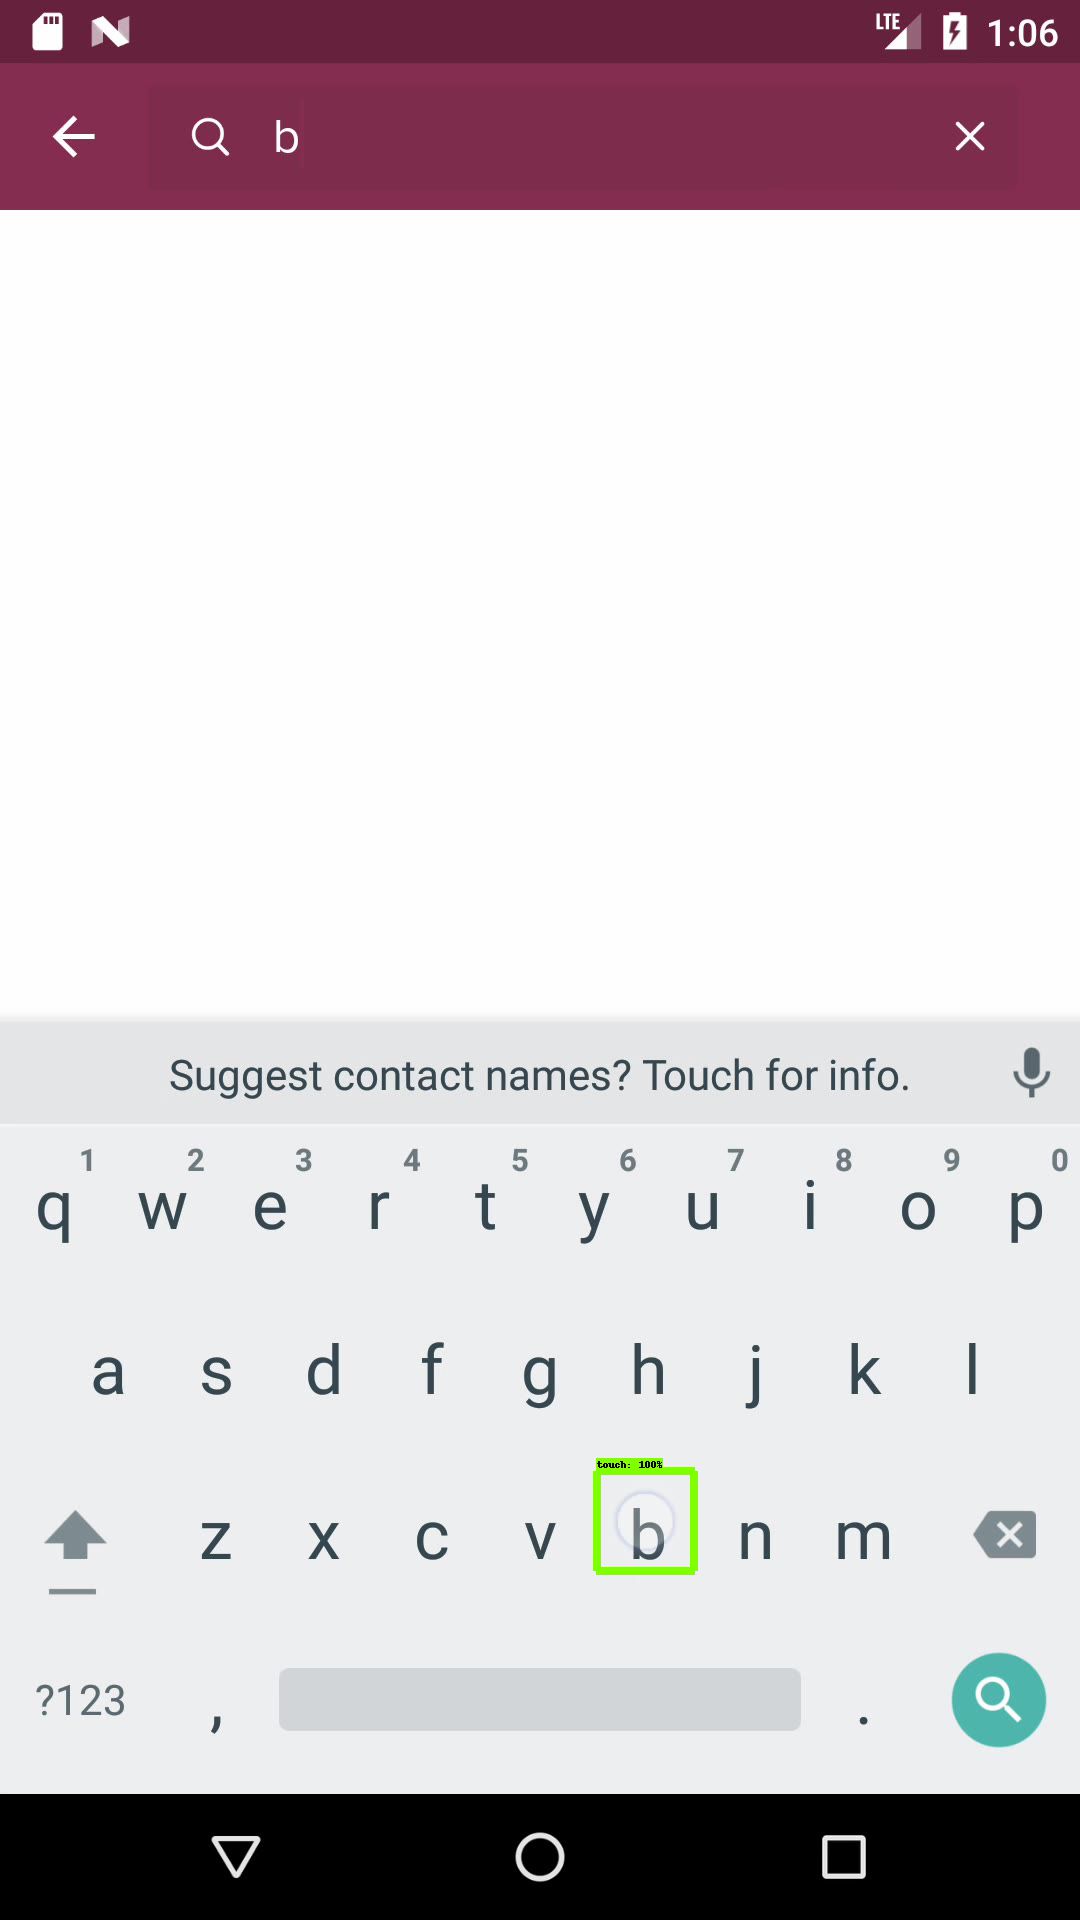 LTE 1:06
b
Suggest contact names? Touch for info.
1 2 3 4 5 6 7 8 9 0
q w e r t y u i o p
a s d f g h j k l
touch: 100%
z x c v b n m
?123 , .